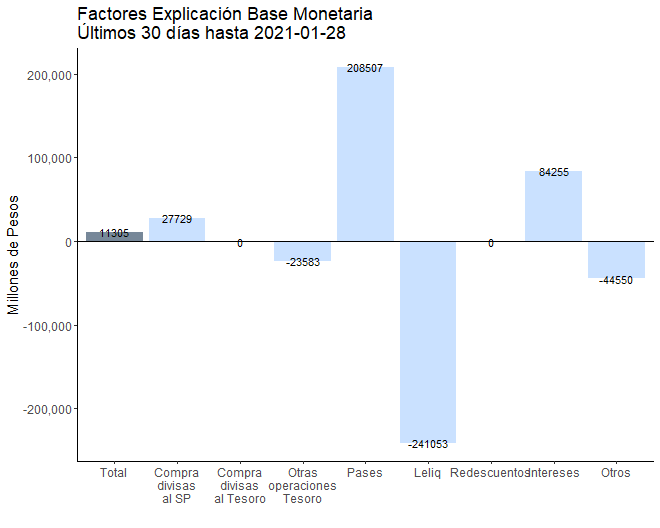 Factores Explicación Base Monetaria
Últimos 30 días hasta 2021-01-28
Millones de Pesos
200,000
100,000
0
-100,000
-200,000
11305
27729
0
-23583
208507
-241053
0
84255
-44550
Total
Compra
divisas
al SP
Compra
divisas
al Tesoro
Otras
operaciones
Tesoro
Pases
Leliq
Redescuentos
Intereses
Otros